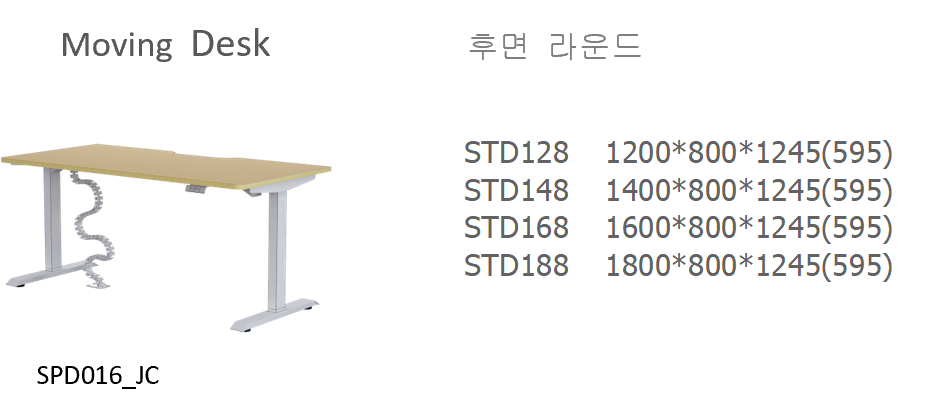 Moving Desk
후면 라운드
STD128 1200*800*1245(595)
STD148 1400*800*1245(595)
STD168 1600*800*1245(595)
STD188 1800*800*1245(595)
SPD016_JC